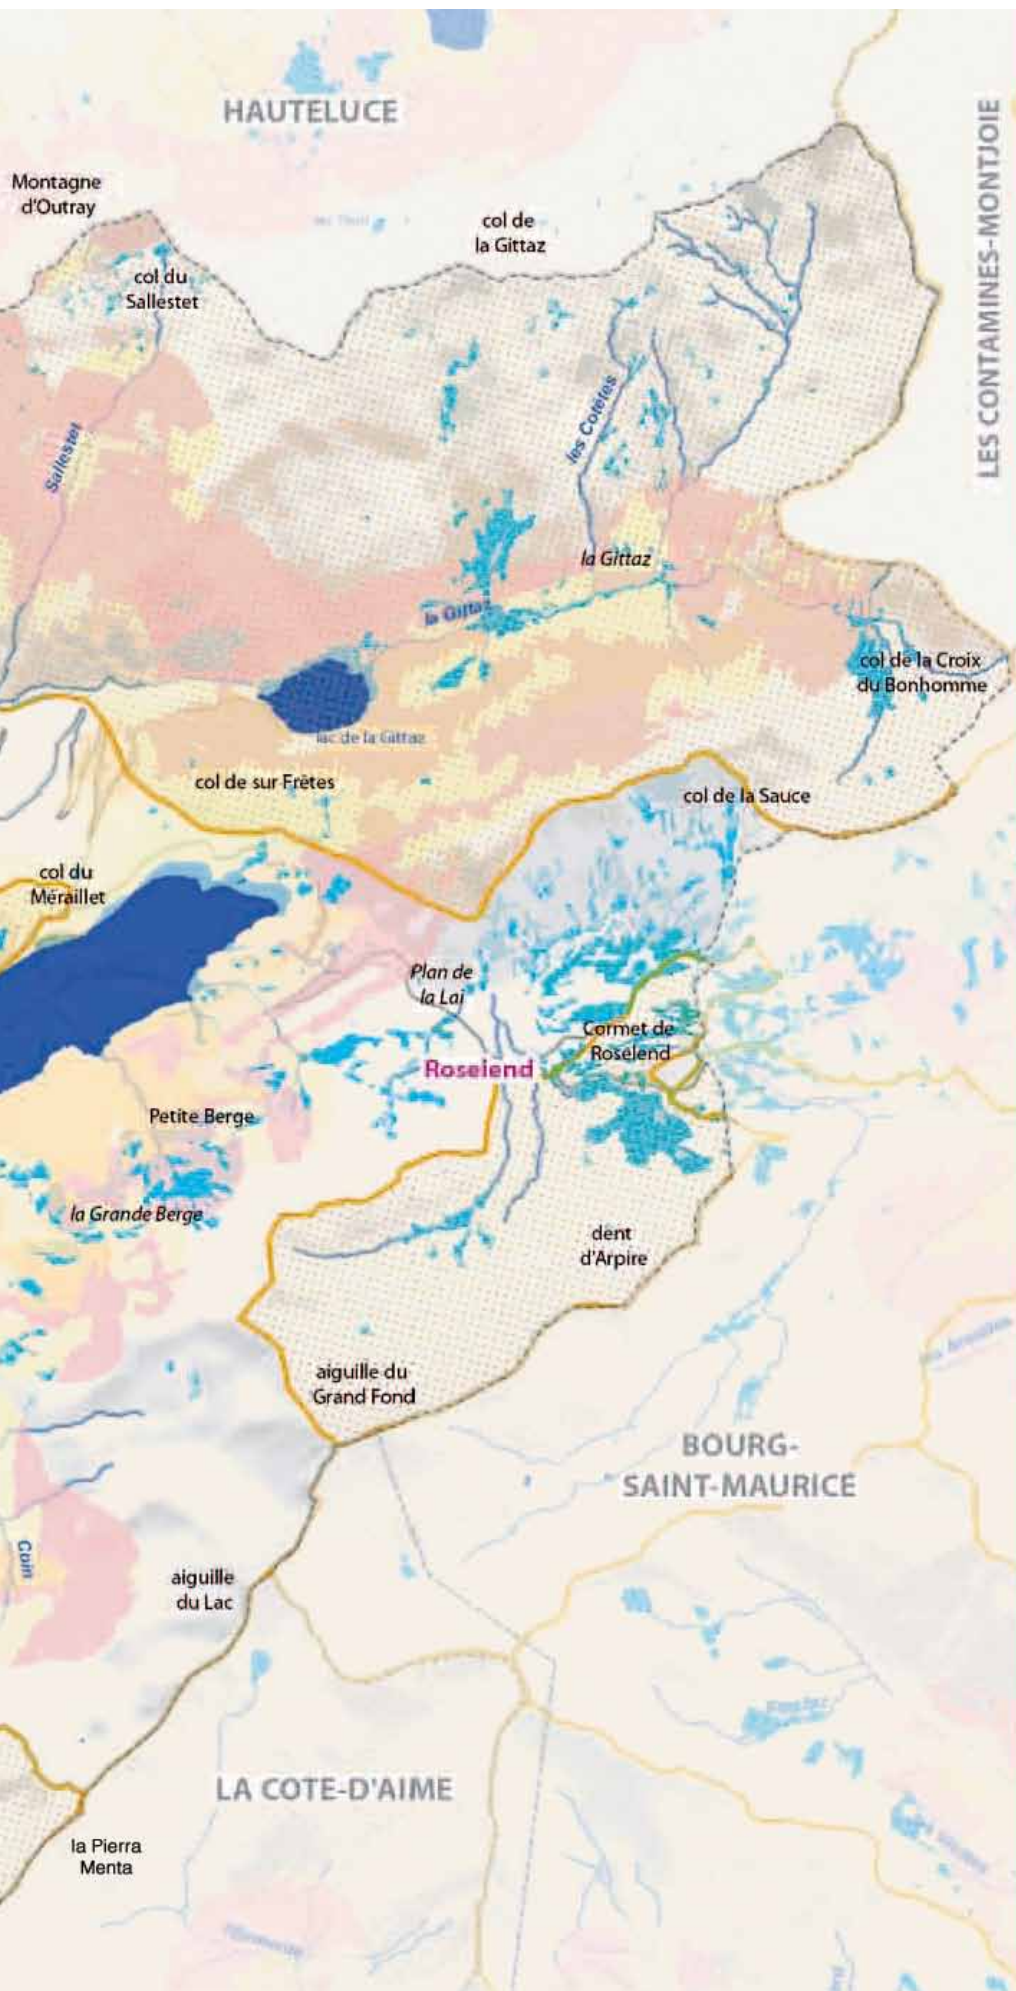 HAUTELUCE
LES CONTAMINES-MONTJOIE
Montagne
d'Outray
col de
la Gittaz
col du
Sallestet
Sallestet
les Cotètes
la Gittaz
la Gittaz
col de la Croix
du Bonhomme
lac de la Gittaz
col de sur Frètes
col de la Sauce
col du
Méraillet
Plan de
la Lai
Cormet de
Roselend
Roselend
Petite Berge
la Grande Berge
dent
d'Arpire
aiguille du
Grand Fond
BOURG-
SAINT-MAURICE
Coin
aiguille
du Lac
LA COTE-D'AIME
la Pierra
Menta